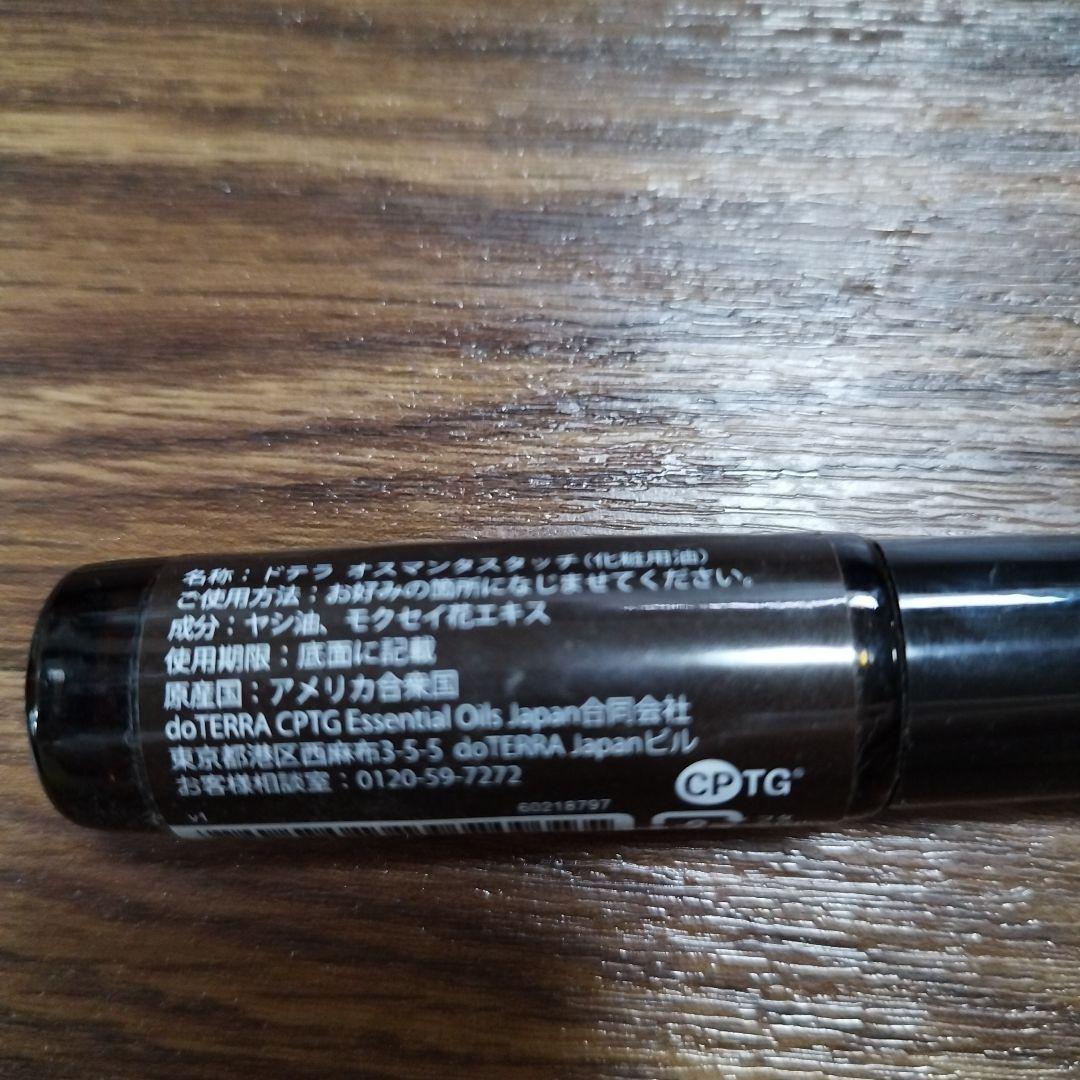 名称：ドテラ オスマンタスタッチ（化粧用油）
ご使用方法：お好みの箇所になじませてください。
成分：ヤシ油、モクセイ花エキス
使用期限：底面に記載
原産国：アメリカ合衆国
doTERRA CPTG Essential Oils Japan合同会社
東京都港区西麻布3-5-5 doTERRA Japanビル
お客様相談室：0120-59-7272
CPTG®
v1
60218797